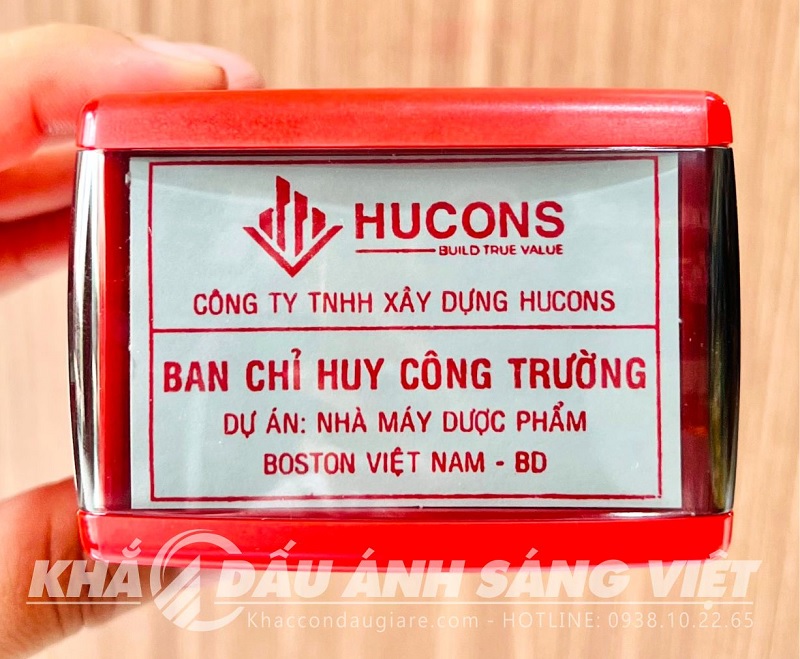 HUCONS
BUILD TRUE VALUE
CÔNG TY TNHH XÂY DỰNG HUCONS
BAN CHỈ HUY CÔNG TRƯỜNG
DỰ ÁN: NHÀ MÁY DƯỢC PHẨM
BOSTON VIỆT NAM - BD
KHẮC DẤU ÁNH SÁNG VIỆT
Khaccondaugiare.com - HOTLINE: 0938.10.22.65